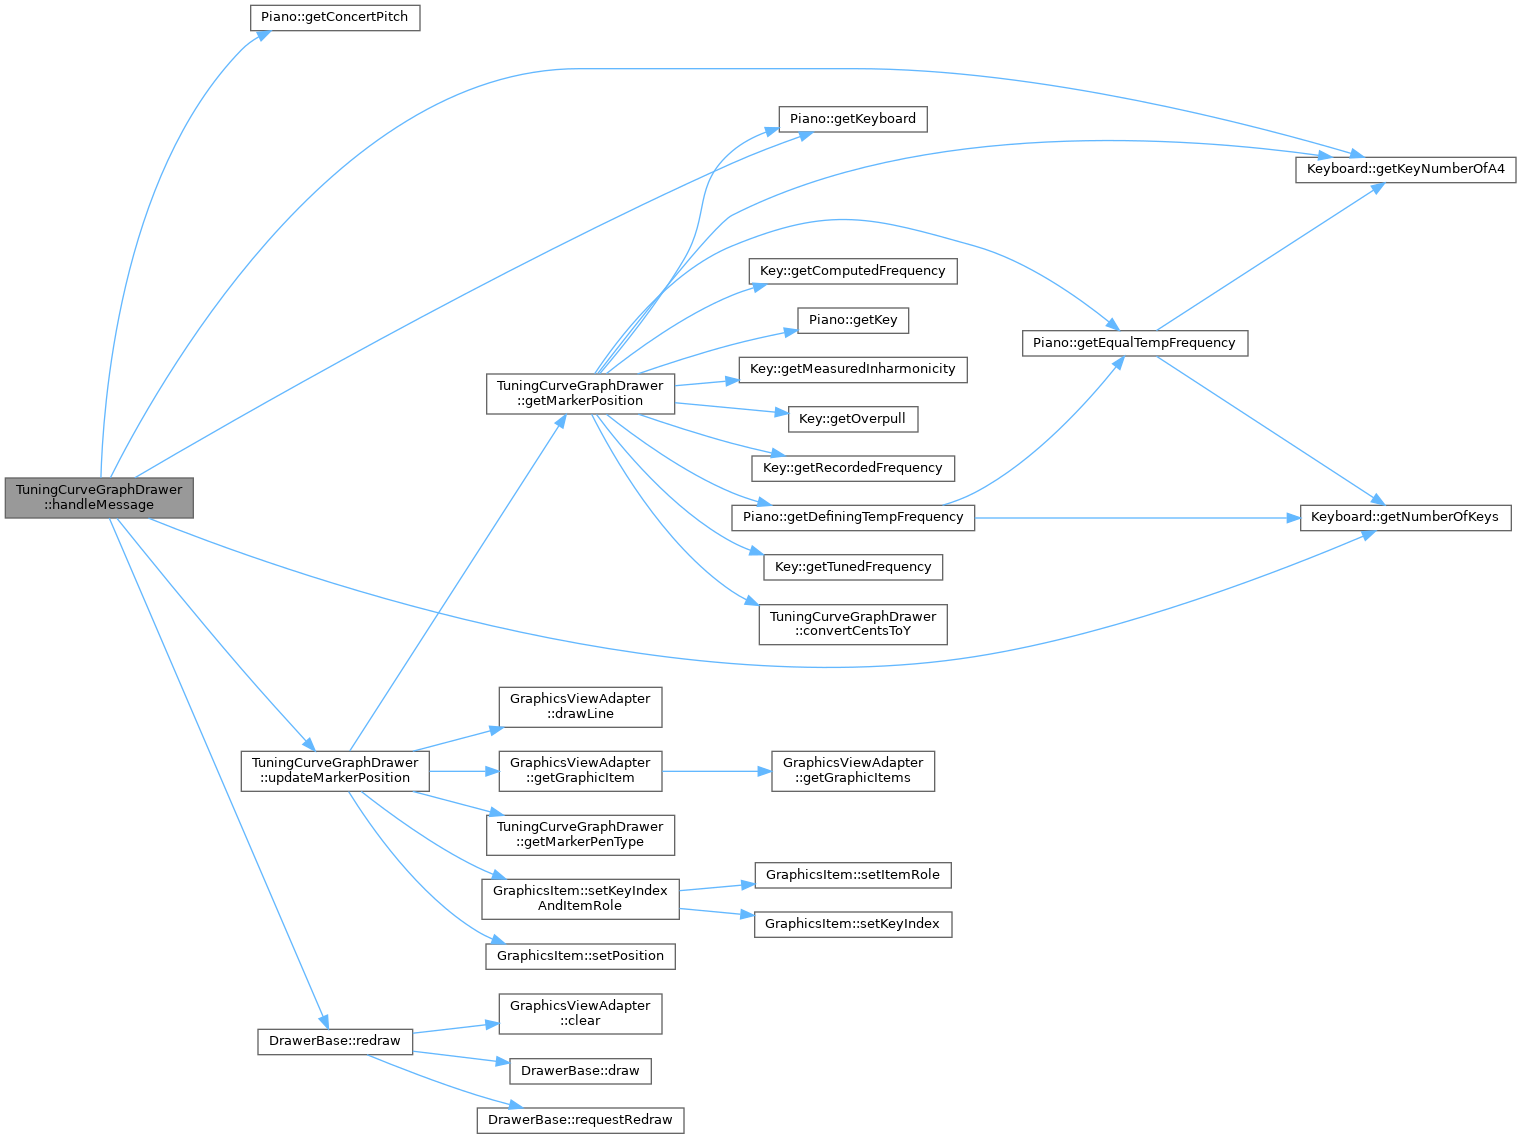 Piano::getConcertPitch
Piano::getKeyboard
Keyboard::getKeyNumberOfA4
Key::getComputedFrequency
Piano::getKey
Piano::getEqualTempFrequency
Key::getMeasuredInharmonicity
TuningCurveGraphDrawer
::getMarkerPosition
Key::getOverpull
Key::getRecordedFrequency
TuningCurveGraphDrawer
::handleMessage
Piano::getDefiningTempFrequency
Keyboard::getNumberOfKeys
Key::getTunedFrequency
TuningCurveGraphDrawer
::convertCentsToY
GraphicsViewAdapter
::drawLine
TuningCurveGraphDrawer
::updateMarkerPosition
GraphicsViewAdapter
::getGraphicItem
GraphicsViewAdapter
::getGraphicItems
TuningCurveGraphDrawer
::getMarkerPenType
GraphicsItem::setKeyIndex
AndItemRole
GraphicsItem::setItemRole
GraphicsItem::setKeyIndex
GraphicsItem::setPosition
GraphicsViewAdapter
::clear
DrawerBase::redraw
DrawerBase::draw
DrawerBase::requestRedraw